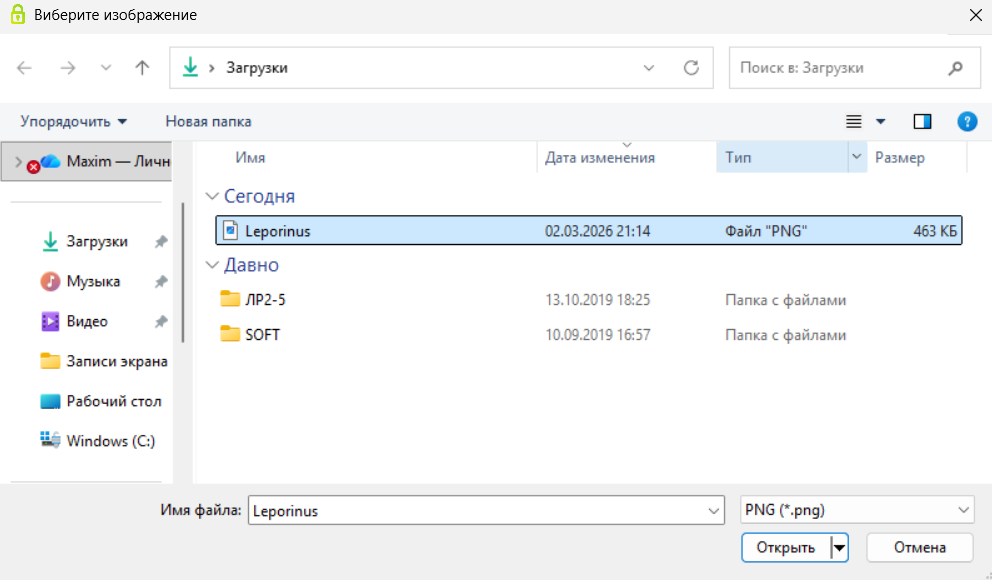 Выберите изображение
Загрузки
Поиск в: Загрузки
Упорядочить
Новая папка
?
Maxim — Личн
Загрузки
Музыка
Видео
Записи экрана
Рабочий стол
Windows (C:)
Имя Дата изменения Тип Размер
Сегодня
Leporinus 02.03.2026 21:14 Файл "PNG" 463 КБ
Давно
ЛР2-5 13.10.2019 18:25 Папка с файлами
SOFT 10.09.2019 16:57 Папка с файлами
Имя файла: Leporinus PNG (*.png)
Открыть Отмена